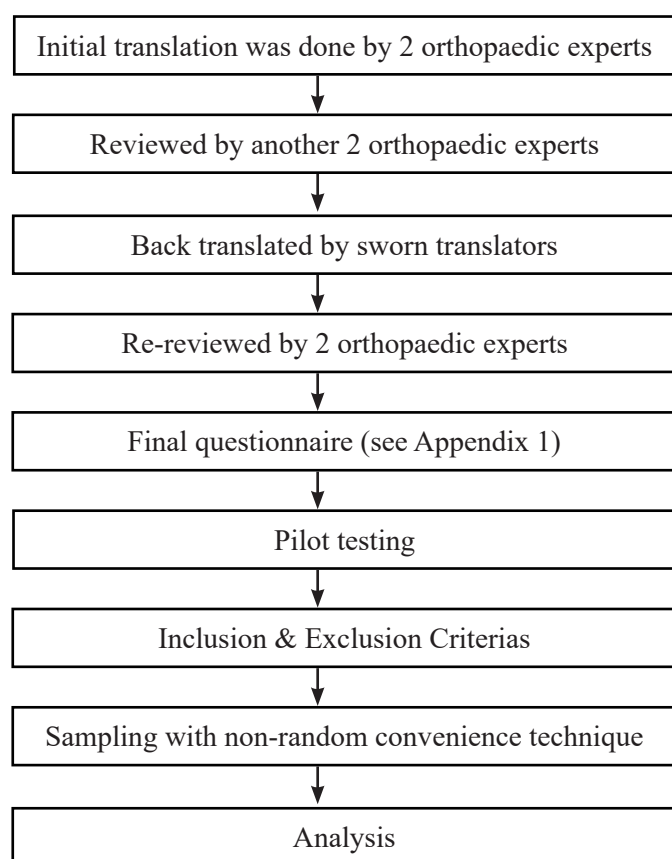 Initial translation was done by 2 orthopaedic experts
Reviewed by another 2 orthopaedic experts
Back translated by sworn translators
Re-reviewed by 2 orthopaedic experts
Final questionnaire (see Appendix 1)
Pilot testing
Inclusion & Exclusion Criterias
Sampling with non-random convenience technique
Analysis